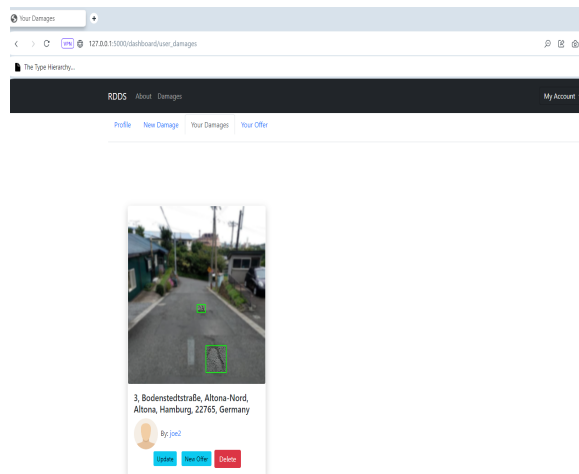 Your Damages
VPN 127.0.0.1:5000/dashboard/user_damages
The Type Hierarchy...
RDDS About Damages My Account
Profile New Damage Your Damages Your Offer
3, Bodenstedtstraße, Altona-Nord,
Altona, Hamburg, 22765, Germany
By: joe2
Update New Offer Delete